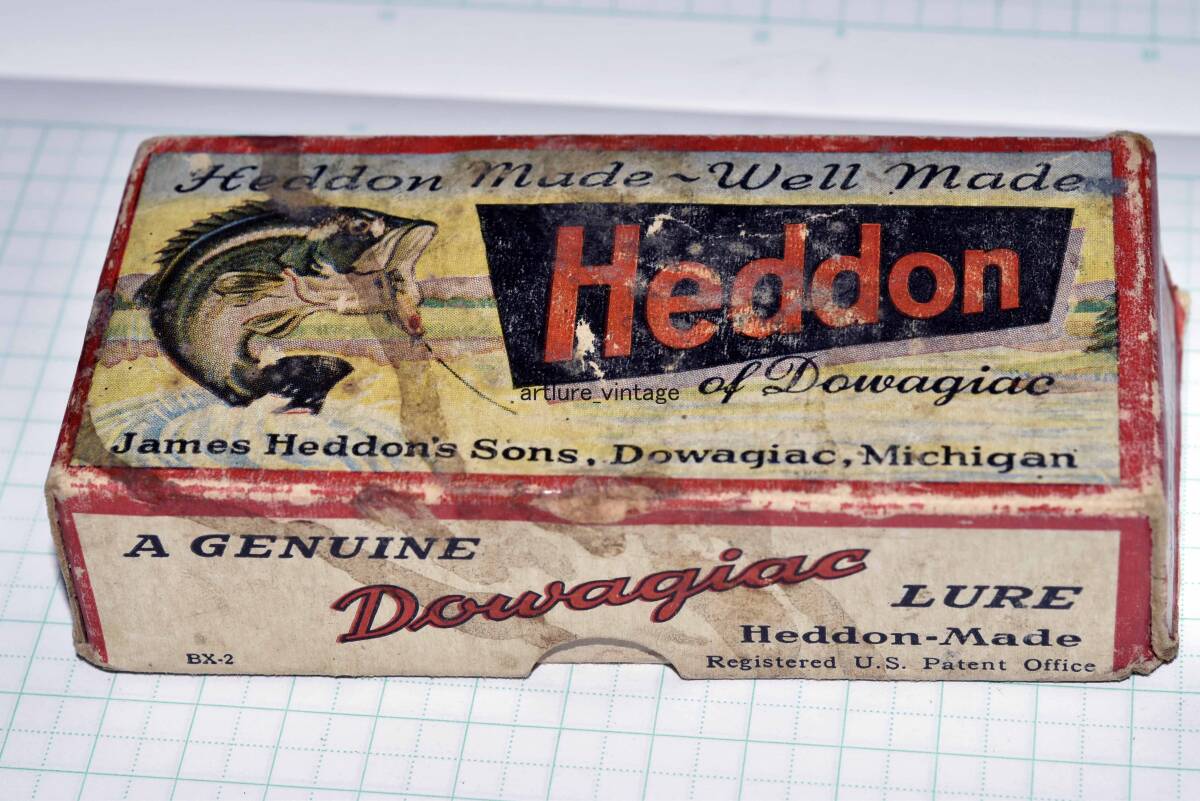 Heddon Made ~ Well Made
Heddon
of Dowagiac
artlure_vintage
James Heddon's Sons, Dowagiac, Michigan
A GENUINE
Dowagiac
LURE
Heddon-Made
BX-2
Registered U.S. Patent Office